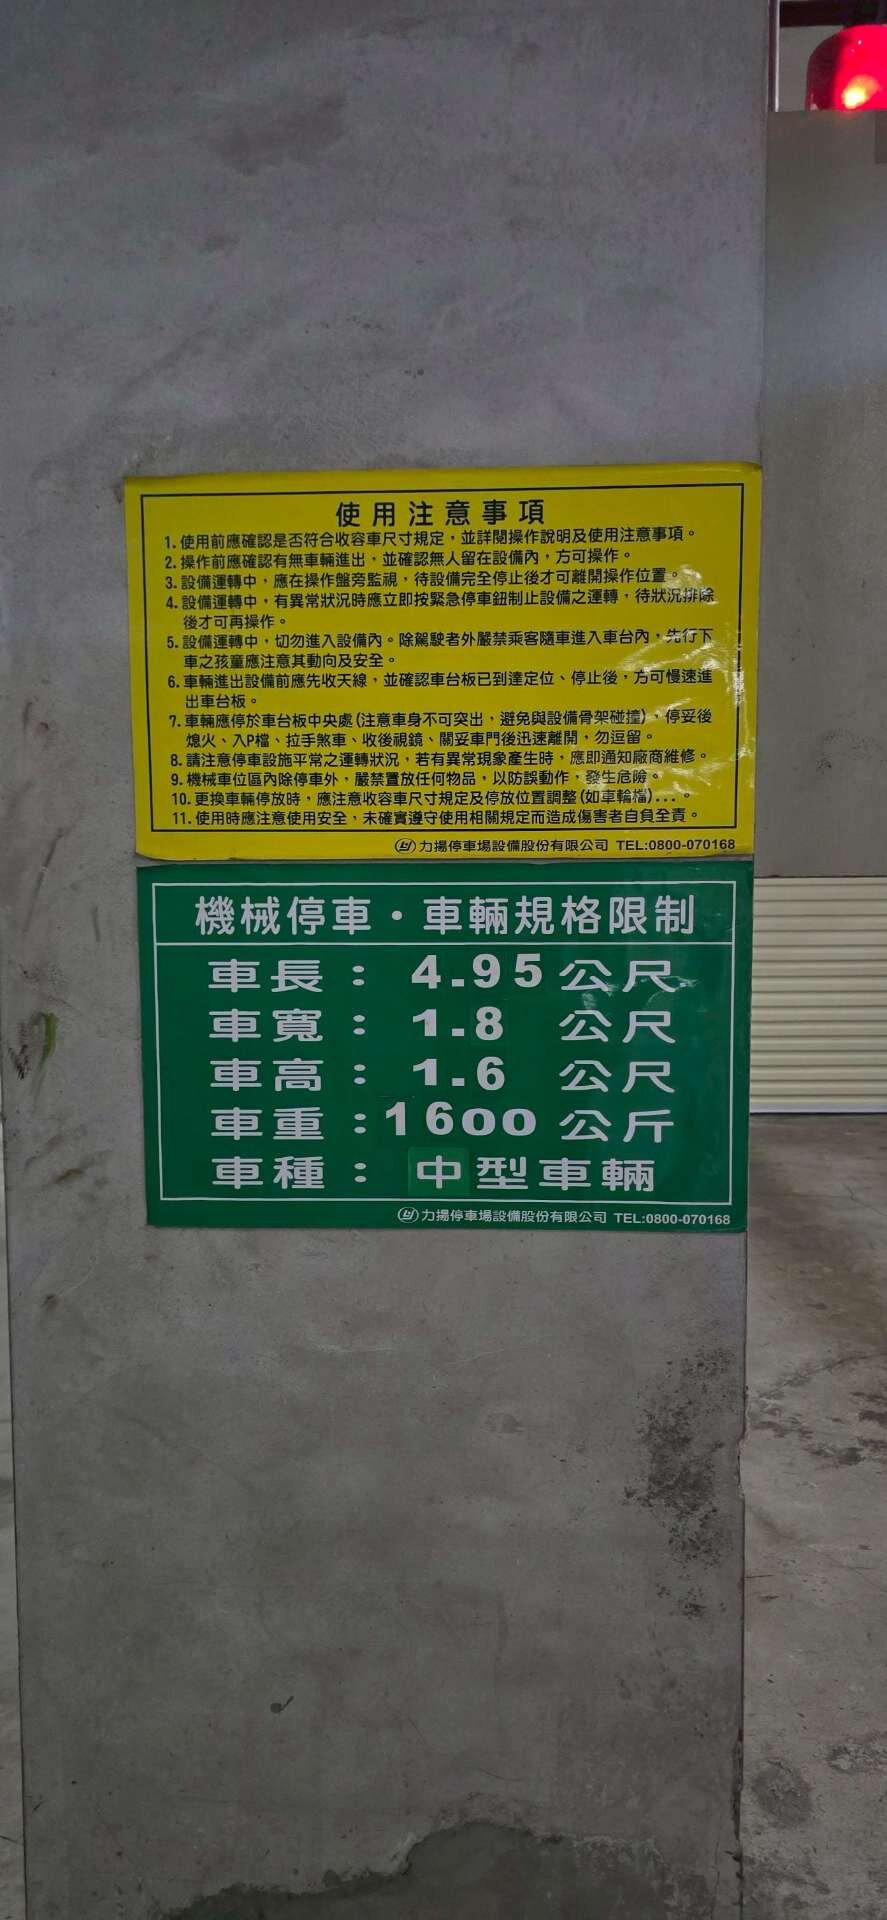 使用注意事項
1. 使用前應確認是否符合收容車尺寸規定，並詳閱操作說明及使用注意事項。
2. 操作前應確認有無車輛進出，並確認無人留在設備內，方可操作。
3. 設備運轉中，應在操作盤旁監視，待設備完全停止後才可離開操作位置。
4. 設備運轉中，有異常狀況時應立即按緊急停車鈕制止設備之運轉，待狀況排除
後才可再操作。
5. 設備運轉中，切勿進入設備內。除駕駛者外嚴禁乘客隨車進入車台內，先行下
車之孩童應注意其動向及安全。
6. 車輛進出設備前應先收天線，並確認車台板已到達定位、停止後，方可慢速進
出車台板。
7. 車輛應停於車台板中央處(注意車身不可突出，避免與設備骨架碰撞)，停妥後
熄火、入P檔、拉手煞車、收後視鏡、關妥車門後迅速離開，勿逗留。
8. 請注意停車設施平常之運轉狀況，若有異常現象產生時，應即通知廠商維修。
9. 機械車位區內除停車外，嚴禁置放任何物品，以防誤動作，發生危險。
10. 更換車輛停放時，應注意收容車尺寸規定及停放位置調整(如車輪檔)...。
11. 使用時應注意使用安全，未確實遵守使用相關規定而造成傷害者自負全責。
力揚停車場設備股份有限公司 TEL:0800-070168
機械停車・車輛規格限制
車長：4.95公尺
車寬：1.8 公尺
車高：1.6 公尺
車重：1600公斤
車種：中型車輛
力揚停車場設備股份有限公司 TEL:0800-070168